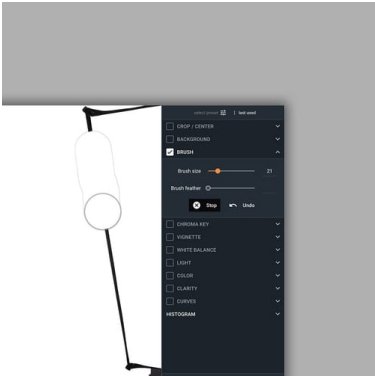 select preset last used
CROP / CENTER
BACKGROUND
BRUSH
Brush size 21
Brush feather
Stop Undo
CHROMA KEY
VIGNETTE
WHITE BALANCE
LIGHT
COLOR
CLARITY
CURVES
HISTOGRAM